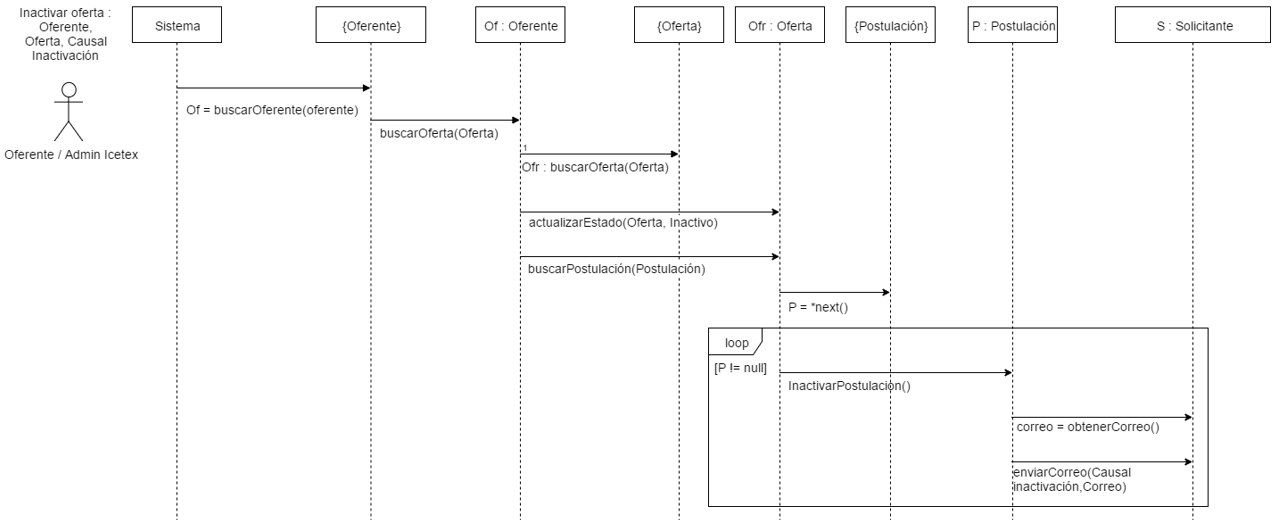 Inactivar oferta :
Oferente,
Oferta, Causal
Inactivación
Oferente / Admin Icetex
Sistema
{Oferente}
Of : Oferente
{Oferta}
Ofr : Oferta
{Postulación}
P : Postulación
S : Solicitante
Of = buscarOferente(oferente)
buscarOferta(Oferta)
1
Ofr : buscarOferta(Oferta)
actualizarEstado(Oferta, Inactivo)
buscarPostulación(Postulación)
P = *next()
loop
[P != null]
InactivarPostulación()
correo = obtenerCorreo()
enviarCorreo(Causal
inactivación,Correo)